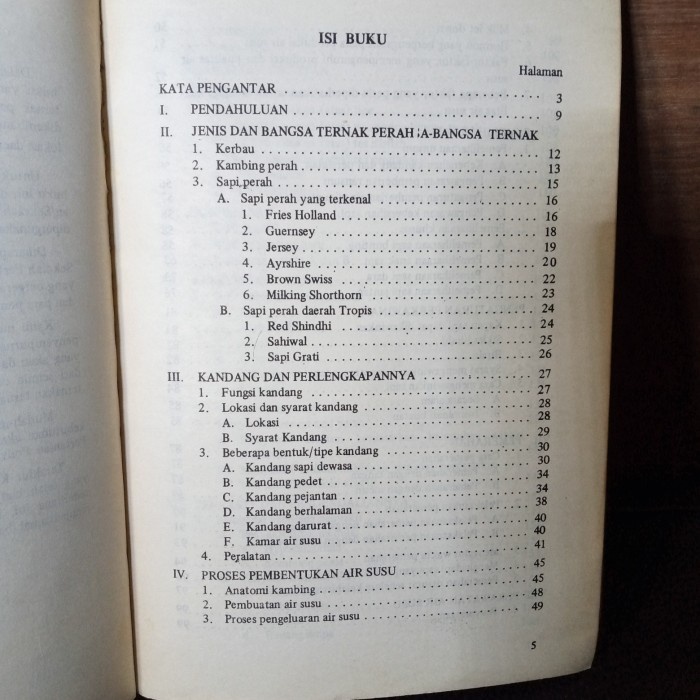 ISI BUKU
Halaman
KATA PENGANTAR . . . . . . . . . . . . . . . . . . . . 3
I. PENDAHULUAN . . . . . . . . . . . . . . . . . . . . 9
II. JENIS DAN BANGSA TERNAK PERAH ;A-BANGSA TERNAK
1. Kerbau . . . . . . . . . . . . . . . . . . . . 12
2. Kambing perah . . . . . . . . . . . . . . . . . . . . 13
3. Sapi perah . . . . . . . . . . . . . . . . . . . . 15
A. Sapi perah yang terkenal . . . . . . . . . . . . . . . . 16
1. Fries Holland . . . . . . . . . . . . . . . . 16
2. Guernsey . . . . . . . . . . . . . . . . 18
3. Jersey . . . . . . . . . . . . . . . . 19
4. Ayrshire . . . . . . . . . . . . . . . . 20
5. Brown Swiss . . . . . . . . . . . . . . . . 22
6. Milking Shorthorn . . . . . . . . . . . . . . . . 23
B. Sapi perah daerah Tropis . . . . . . . . . . . . . . . . 24
1. Red Shindhi . . . . . . . . . . . . . . . . 24
2. Sahiwal . . . . . . . . . . . . . . . . 25
3. Sapi Grati . . . . . . . . . . . . . . . . 26
III. KANDANG DAN PERLENGKAPANNYA . . . . . . . . . . . . 27
1. Fungsi kandang . . . . . . . . . . . . . . . . 27
2. Lokasi dan syarat kandang . . . . . . . . . . . . . . . . 28
A. Lokasi . . . . . . . . . . . . . . . . 28
B. Syarat Kandang . . . . . . . . . . . . . . . . 29
3. Beberapa bentuk/tipe kandang . . . . . . . . . . . . . . . . 30
A. Kandang sapi dewasa . . . . . . . . . . . . . . . . 30
B. Kandang pedet . . . . . . . . . . . . . . . . 34
C. Kandang pejantan . . . . . . . . . . . . . . . . 34
D. Kandang berhalaman . . . . . . . . . . . . . . . . 38
E. Kandang darurat . . . . . . . . . . . . . . . . 40
F. Kamar air susu . . . . . . . . . . . . . . . . 40
4. Peralatan . . . . . . . . . . . . . . . . 41
IV. PROSES PEMBENTUKAN AIR SUSU . . . . . . . . . . . . 45
1. Anatomi kambing . . . . . . . . . . . . . . . . 45
2. Pembuatan air susu . . . . . . . . . . . . . . . . 48
3. Proses pengeluaran air susu . . . . . . . . . . . . . . . . 49
5